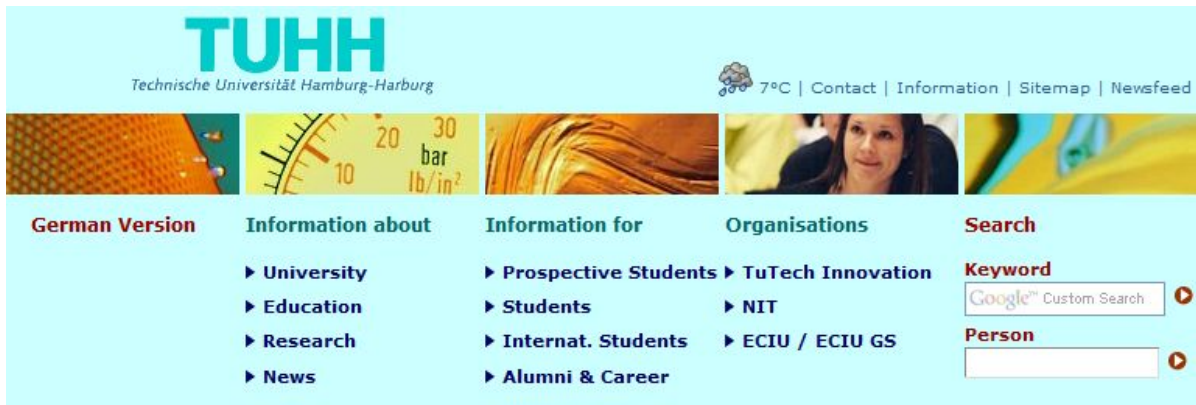 TUHH
Technische Universität Hamburg-Harburg
7°C | Contact | Information | Sitemap | Newsfeed
20 30
bar
10 lb/in²
German Version
Information about
University
Education
Research
News
Information for
Prospective Students
Students
Internat. Students
Alumni & Career
Organisations
TuTech Innovation
NIT
ECIU / ECIU GS
Search
Keyword
Google™ Custom Search
Person